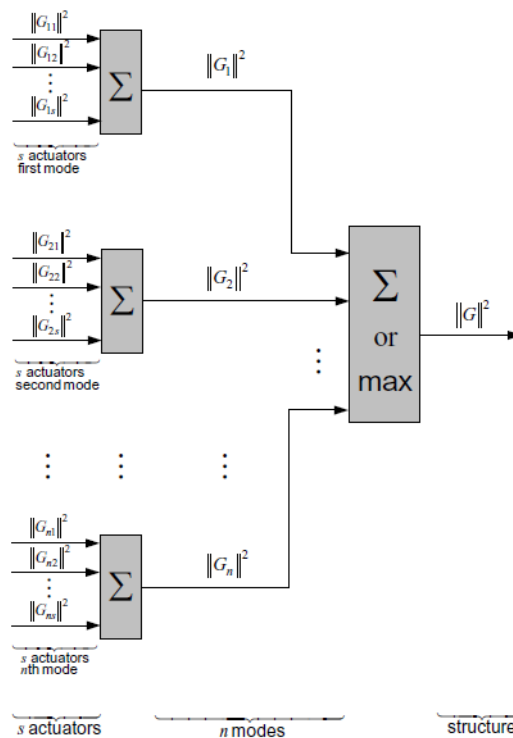 ‖G₁₁‖²
‖G₁₂‖²
⋮
‖G₁ₛ‖²
Σ
s actuators
first mode
‖G₁‖²
‖G₂₁‖²
‖G₂₂‖²
⋮
‖G₂ₛ‖²
Σ
s actuators
second mode
‖G₂‖²
⋮
Σ
or
max
‖G‖²
⋮ ⋮ ⋮
‖Gₙ₁‖²
‖Gₙ₂‖²
⋮
‖Gₙₛ‖²
Σ
s actuators
nth mode
‖Gₙ‖²
s actuators
n modes
structure